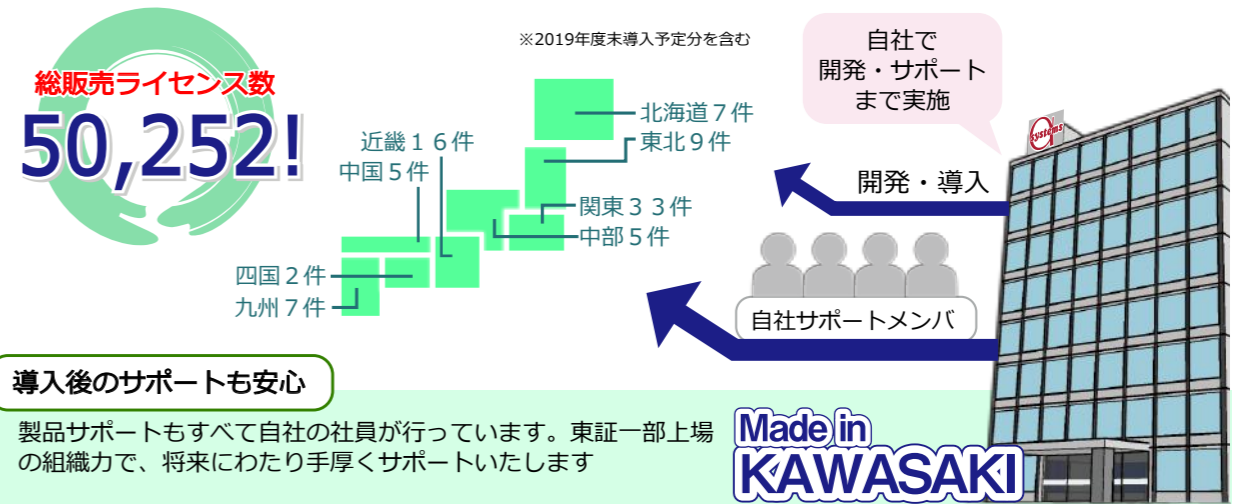 総販売ライセンス数
50,252!
※2019年度末導入予定分を含む
北海道7件
東北9件
近畿16件
中国5件
関東33件
中部5件
四国2件
九州7件
自社で
開発・サポート
まで実施
systems
開発・導入
自社サポートメンバ
導入後のサポートも安心
製品サポートもすべて自社の社員が行っています。東証一部上場
の組織力で、将来にわたり手厚くサポートいたします
Made in
KAWASAKI